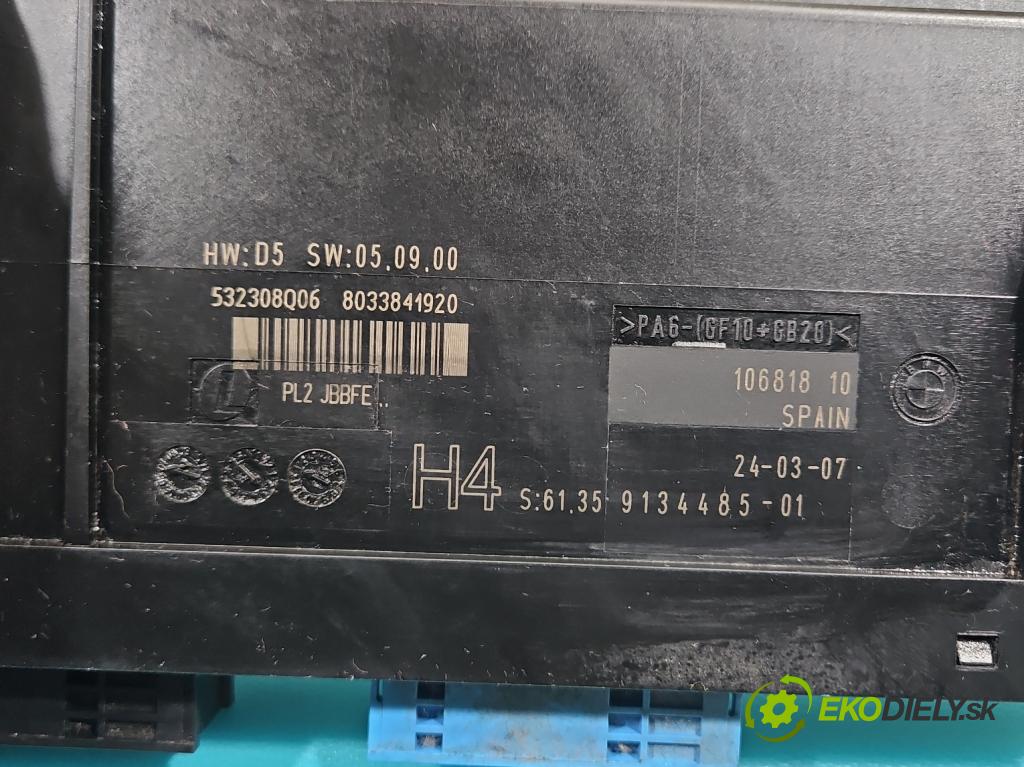 HW:D5 SW:05.09.00
532308Q06 8033841920
>PA6-(GF10+GB20)<
PL2 JBBFE..
106818 10
SPAIN
24-03-07
H4 S:61.35 9134485-01
EKODIELY.SK